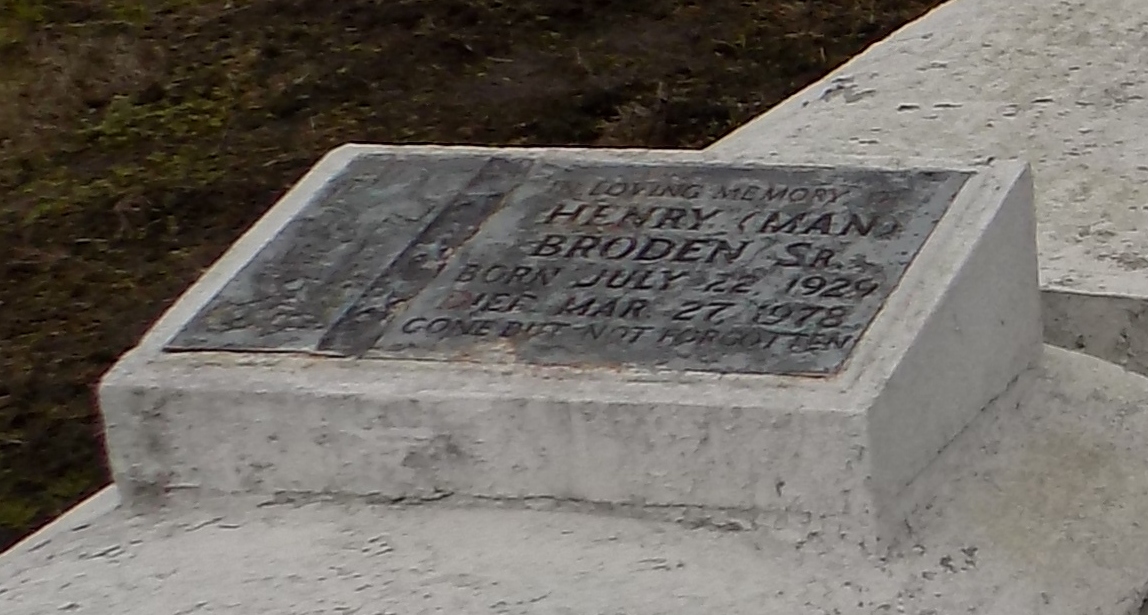 IN LOVING MEMORY OF
HENRY (MAN)
BRODEN SR.
BORN JULY 22 1929
DIED MAR 27, 1978
GONE BUT NOT FORGOTTEN